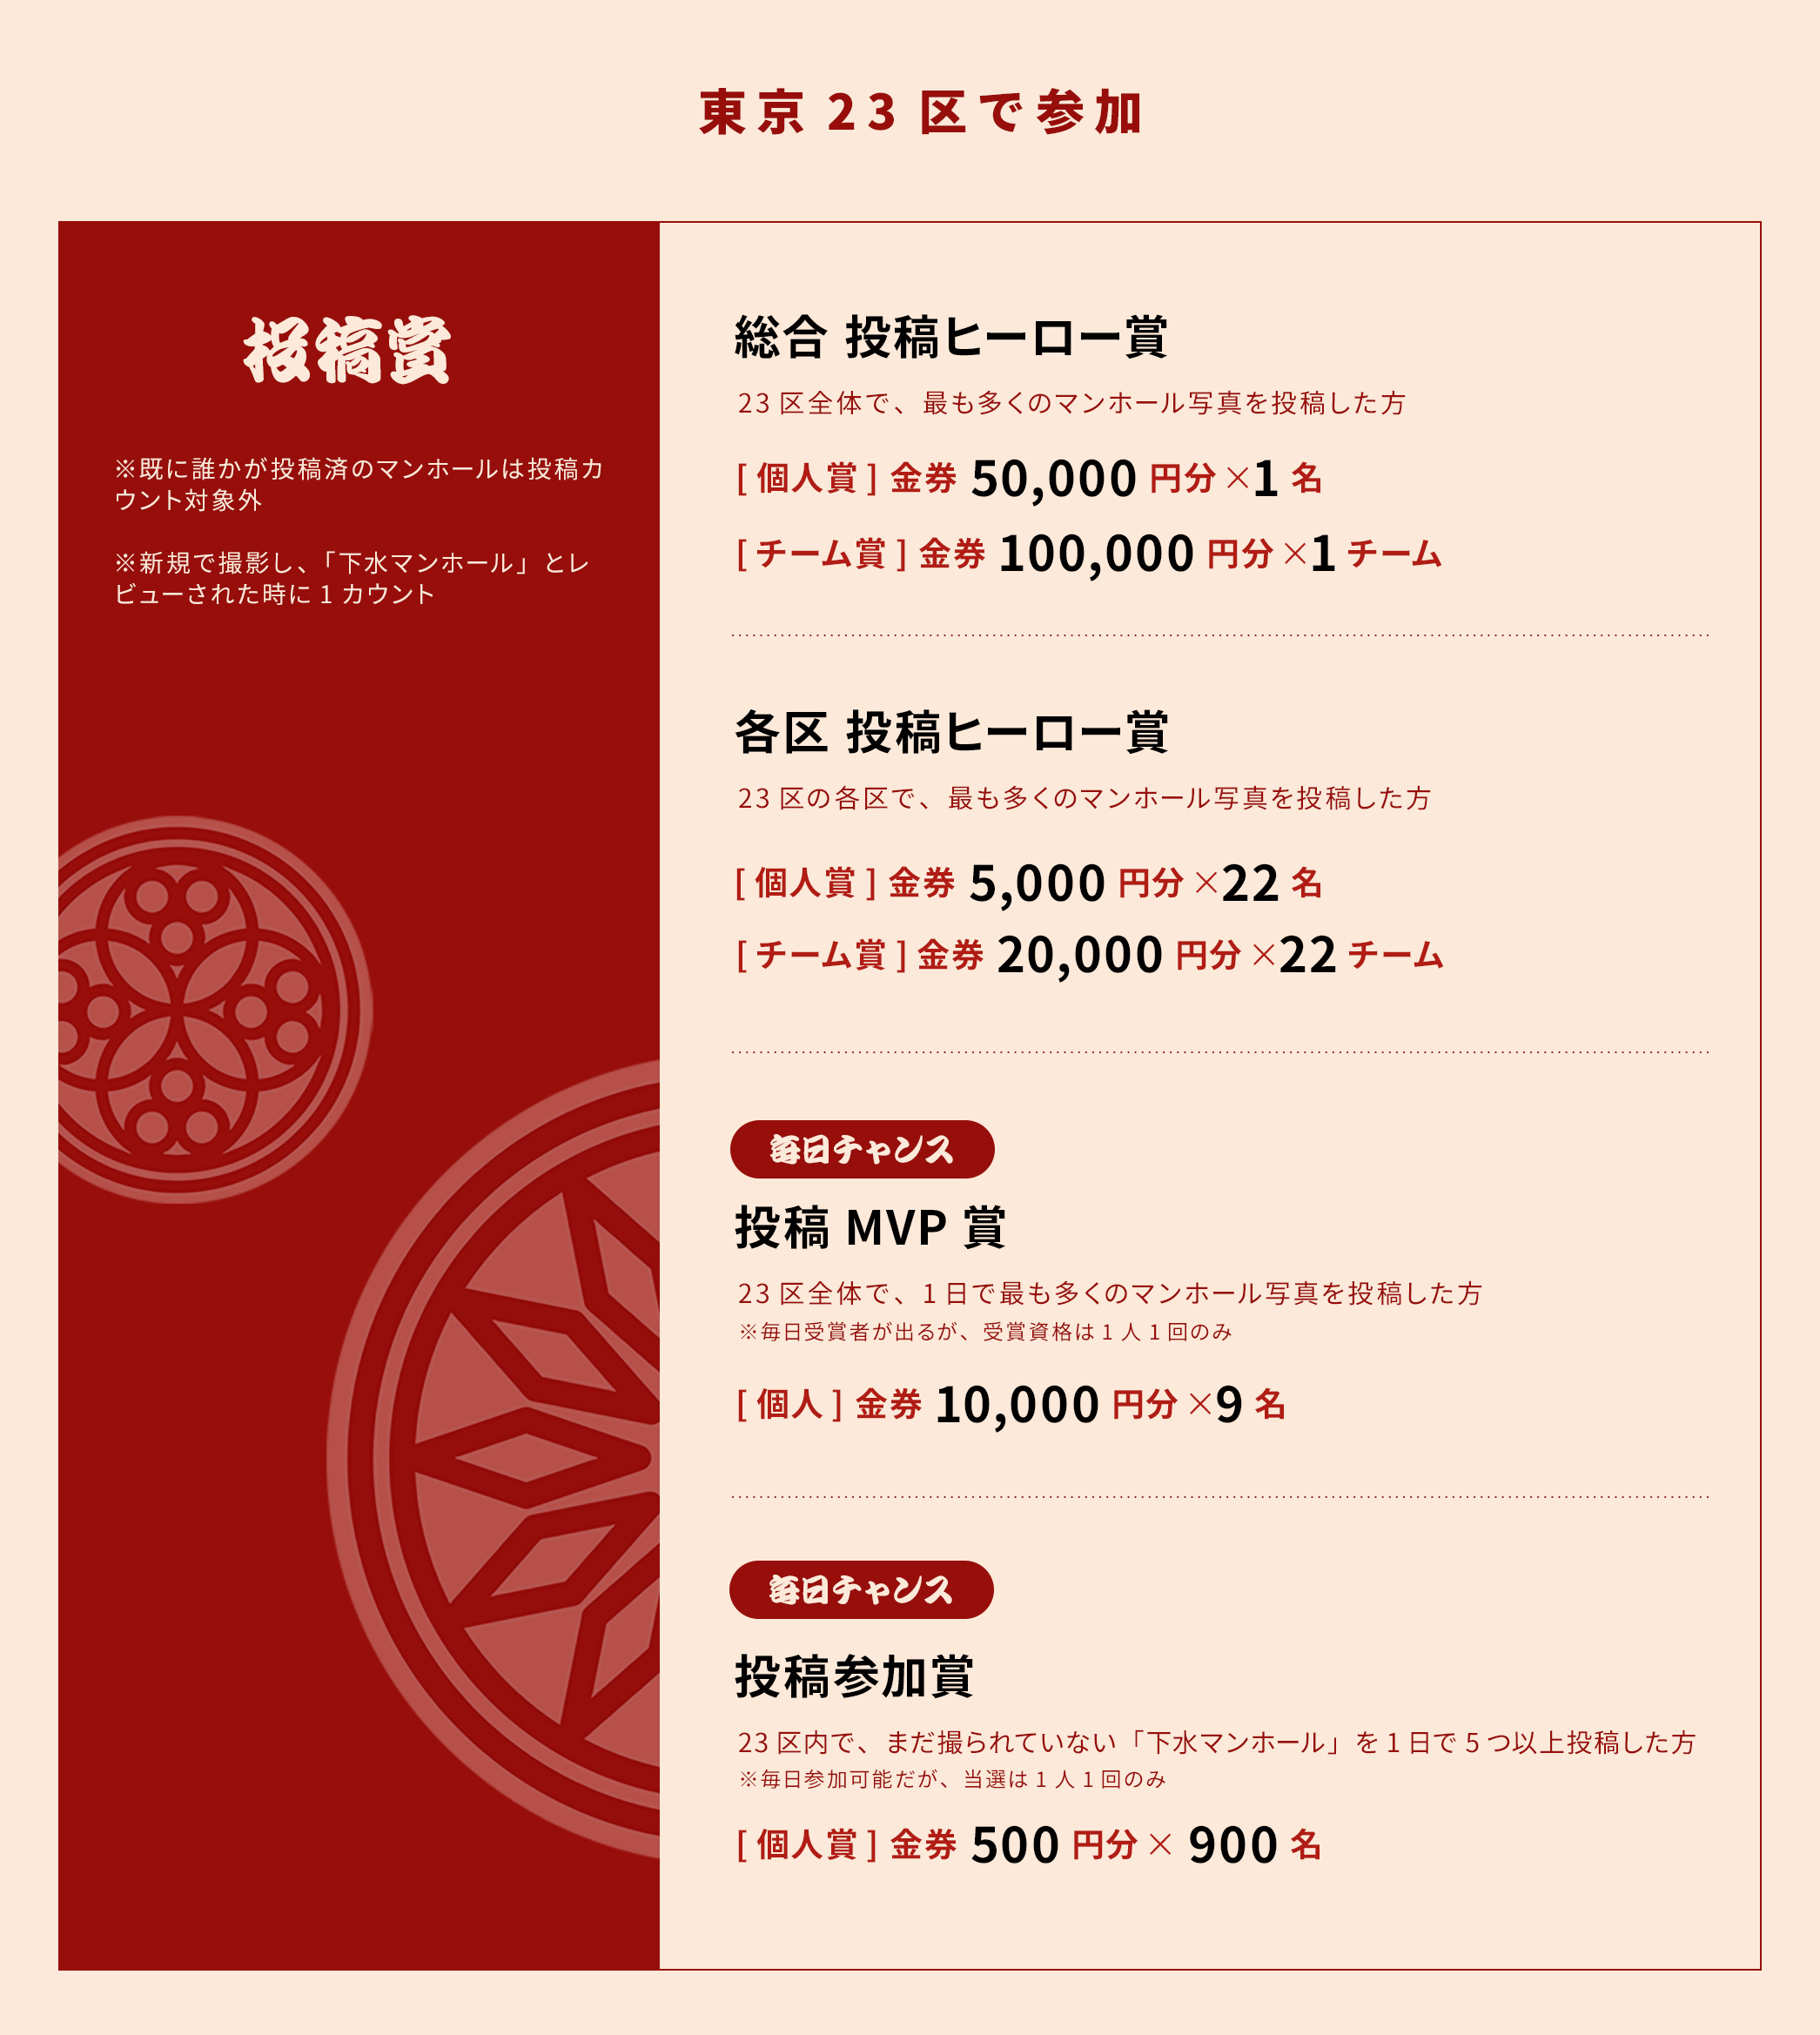 東京 23 区で参加
投稿賞
※既に誰かが投稿済のマンホールは投稿カ
ウント対象外
※新規で撮影し、「下水マンホール」とレ
ビューされた時に 1 カウント
総合 投稿ヒーロー賞
23 区全体で、最も多くのマンホール写真を投稿した方
[ 個人賞 ] 金券 50,000 円分 ×1 名
[ チーム賞 ] 金券 100,000 円分 ×1 チーム
各区 投稿ヒーロー賞
23 区の各区で、最も多くのマンホール写真を投稿した方
[ 個人賞 ] 金券 5,000 円分 ×22 名
[ チーム賞 ] 金券 20,000 円分 ×22 チーム
毎日チャンス
投稿 MVP 賞
23 区全体で、1 日で最も多くのマンホール写真を投稿した方
※毎日受賞者が出るが、受賞資格は 1 人 1 回のみ
[ 個人 ] 金券 10,000 円分 ×9 名
毎日チャンス
投稿参加賞
23 区内で、まだ撮られていない「下水マンホール」を 1 日で 5 つ以上投稿した方
※毎日参加可能だが、当選は 1 人 1 回のみ
[ 個人賞 ] 金券 500 円分 × 900 名